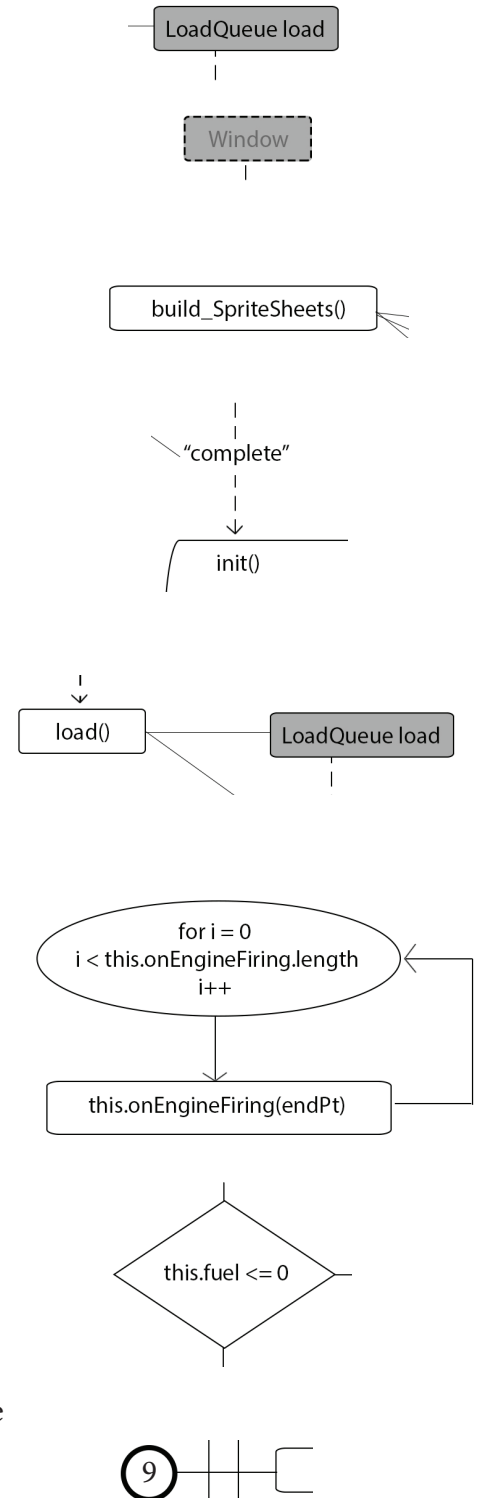 LoadQueue load
Window
build_SpriteSheets()
“complete”
init()
load()
LoadQueue load
for i = 0
i < this.onEngineFiring.length
i++
this.onEngineFiring(endPt)
this.fuel <= 0
e
9